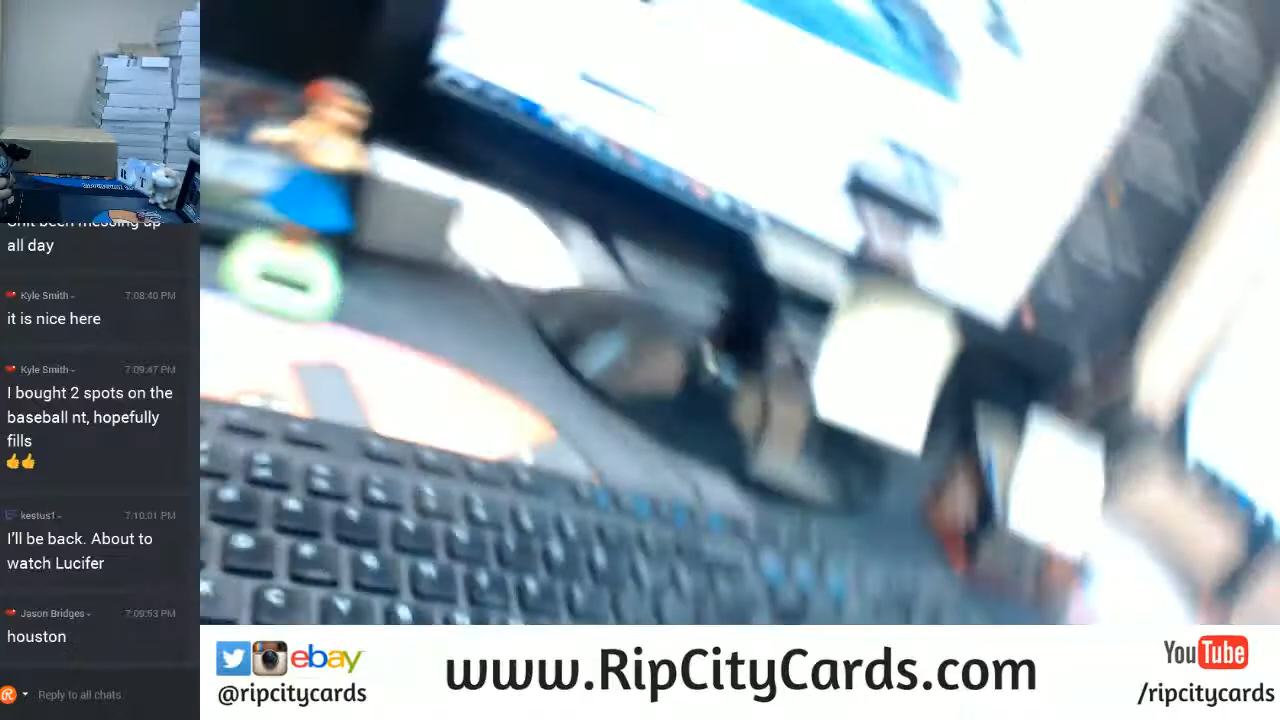 all day
Kyle Smith 7:08:40 PM
it is nice here
Kyle Smith 7:09:47 PM
I bought 2 spots on the
baseball nt, hopefully
fills
👍👍
kestus1 7:10:01 PM
I'll be back. About to
watch Lucifer
Jason Bridges 7:09:53 PM
houston
Reply to all chats
ebay
@ripcitycards
www.RipCityCards.com
YouTube
/ripcitycards